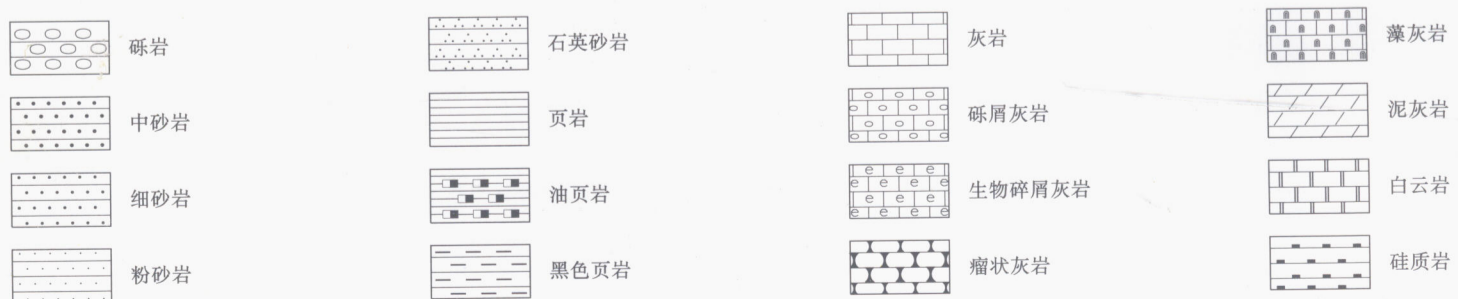 砾岩
石英砂岩
灰岩
藻灰岩
中砂岩
页岩
砾屑灰岩
泥灰岩
细砂岩
油页岩
生物碎屑灰岩
白云岩
粉砂岩
黑色页岩
瘤状灰岩
硅质岩